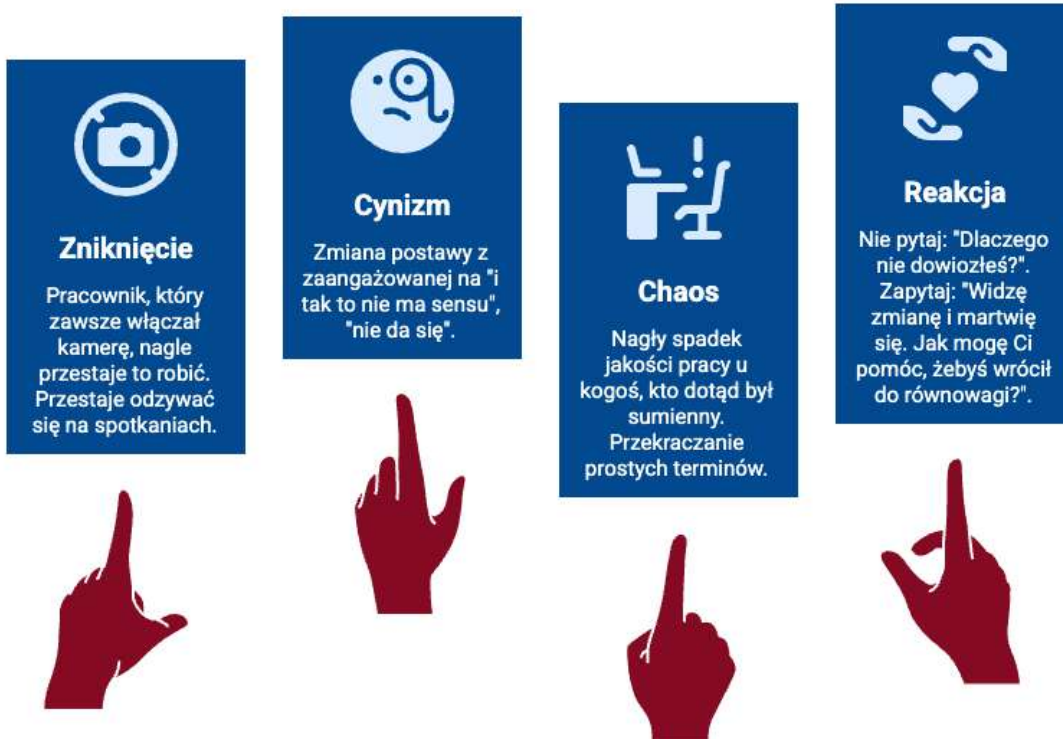 Zniknięcie
Pracownik, który
zawsze włączał
kamerę, nagle
przestaje to robić.
Przestaje odzywać
się na spotkaniach.
Cynizm
Zmiana postawy z
zaangażowanej na "i
tak to nie ma sensu",
"nie da się".
Chaos
Nagły spadek
jakości pracy u
kogoś, kto dotąd był
sumienny.
Przekraczanie
prostych terminów.
Reakcja
Nie pytaj: "Dlaczego
nie dowiozłeś?".
Zapytaj: "Widzę
zmianę i martwię
się. Jak mogę Ci
pomóc, żebyś wrócił
do równowagi?".